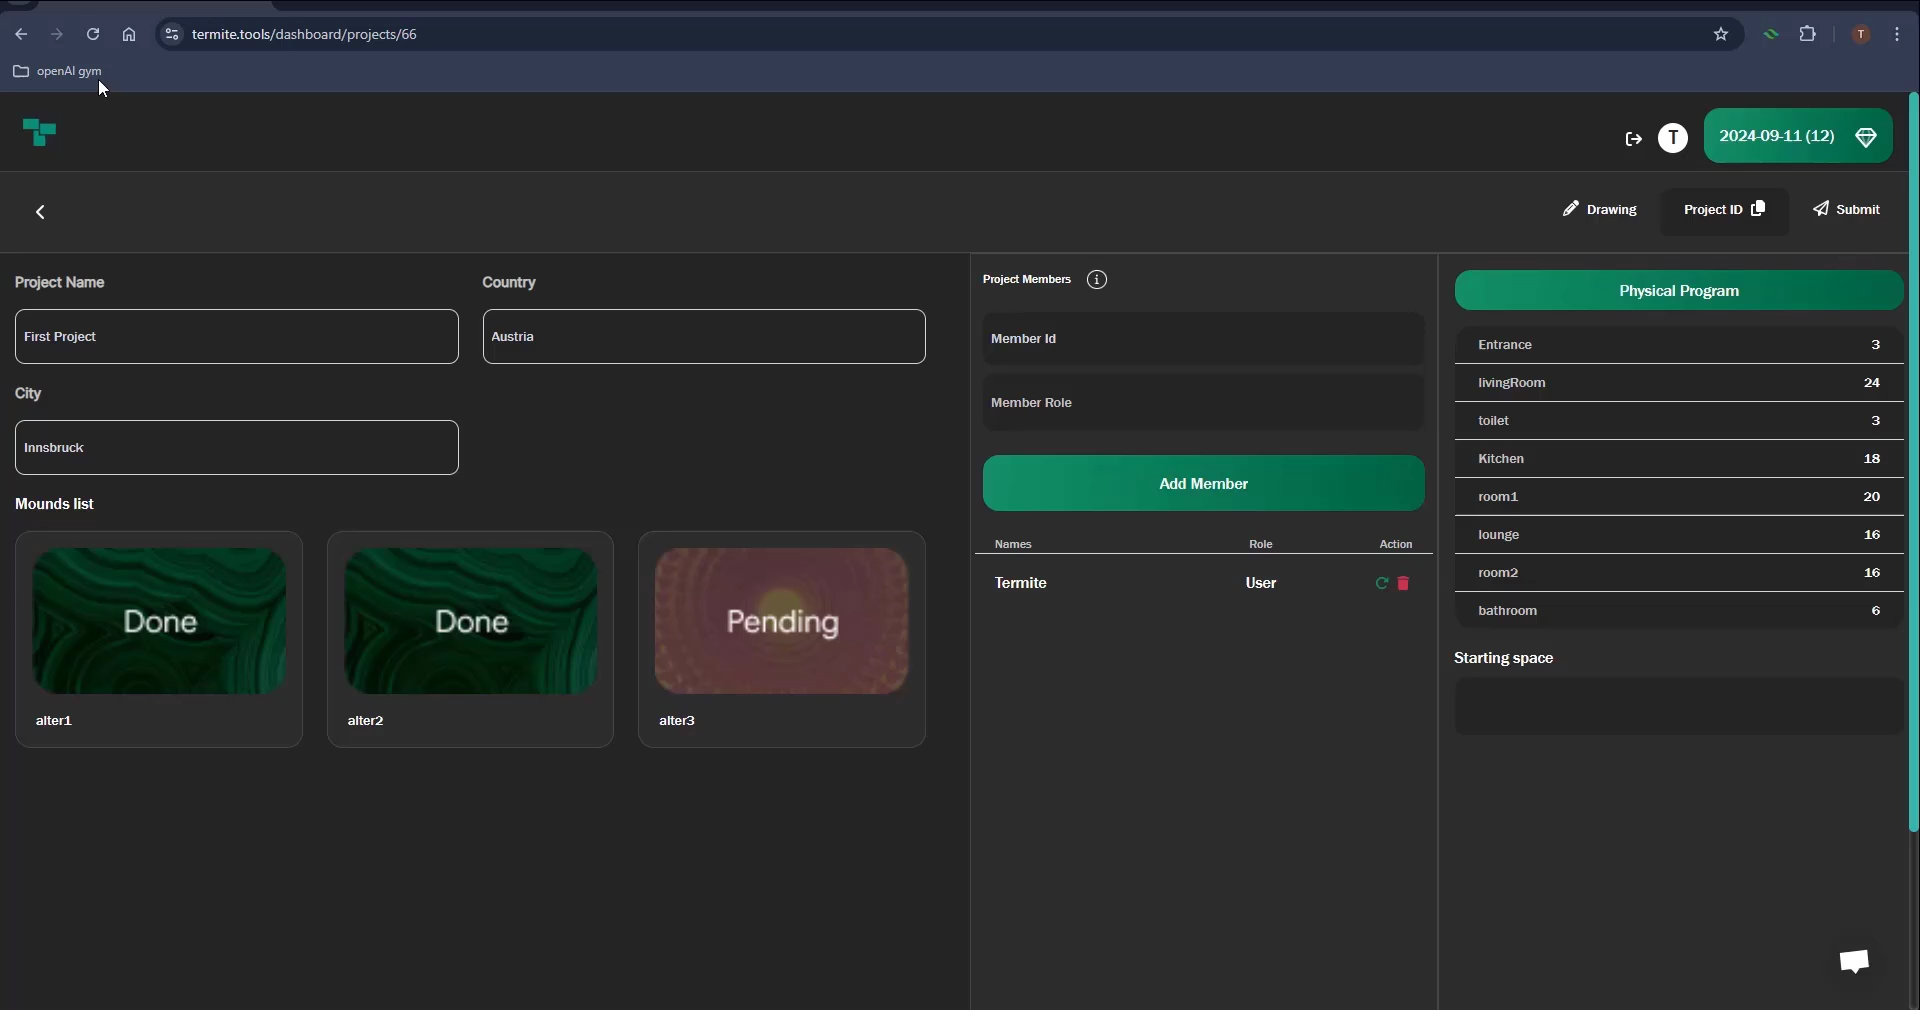 termite.tools/dashboard/projects/66
T
openAI gym
T
2024-09-11 (12)
Drawing
Project ID
Submit
Project Name
Country
First Project
Austria
City
Innsbruck
Mounds list
Done
Done
Pending
alter1
alter2
alter3
Project Members
i
Member Id
Member Role
Add Member
Names Role Action
Termite User
Physical Program
Entrance 3
livingRoom 24
toilet 3
Kitchen 18
room1 20
lounge 16
room2 16
bathroom 6
Starting space